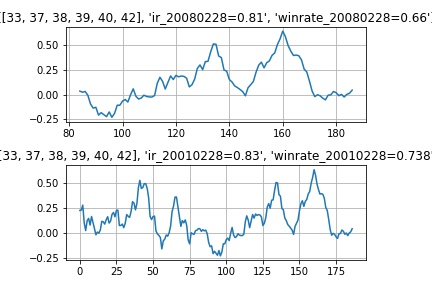 [33, 37, 38, 39, 40, 42], 'ir_20080228=0.81', 'winrate_20080228=0.66'
0.50
0.25
0.00
−0.25
80 100 120 140 160 180
[33, 37, 38, 39, 40, 42], 'ir_20010228=0.83', 'winrate_20010228=0.738'
0.50
0.25
0.00
−0.25
0 25 50 75 100 125 150 175